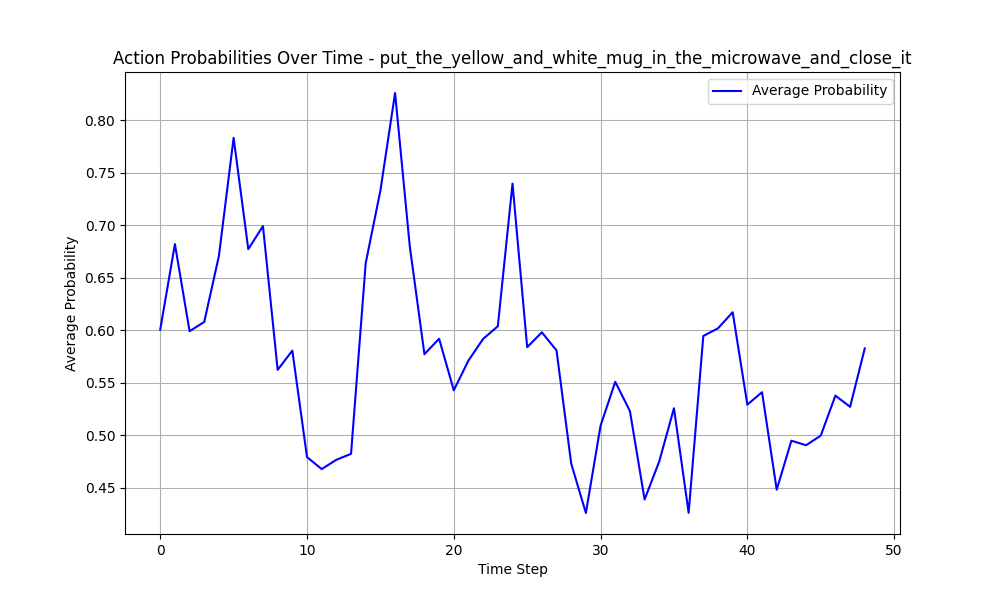 Action Probabilities Over Time - put_the_yellow_and_white_mug_in_the_microwave_and_close_it
Average Probability
0.80
0.75
0.70
0.65
0.60
0.55
0.50
0.45
Average Probability
0 10 20 30 40 50
Time Step